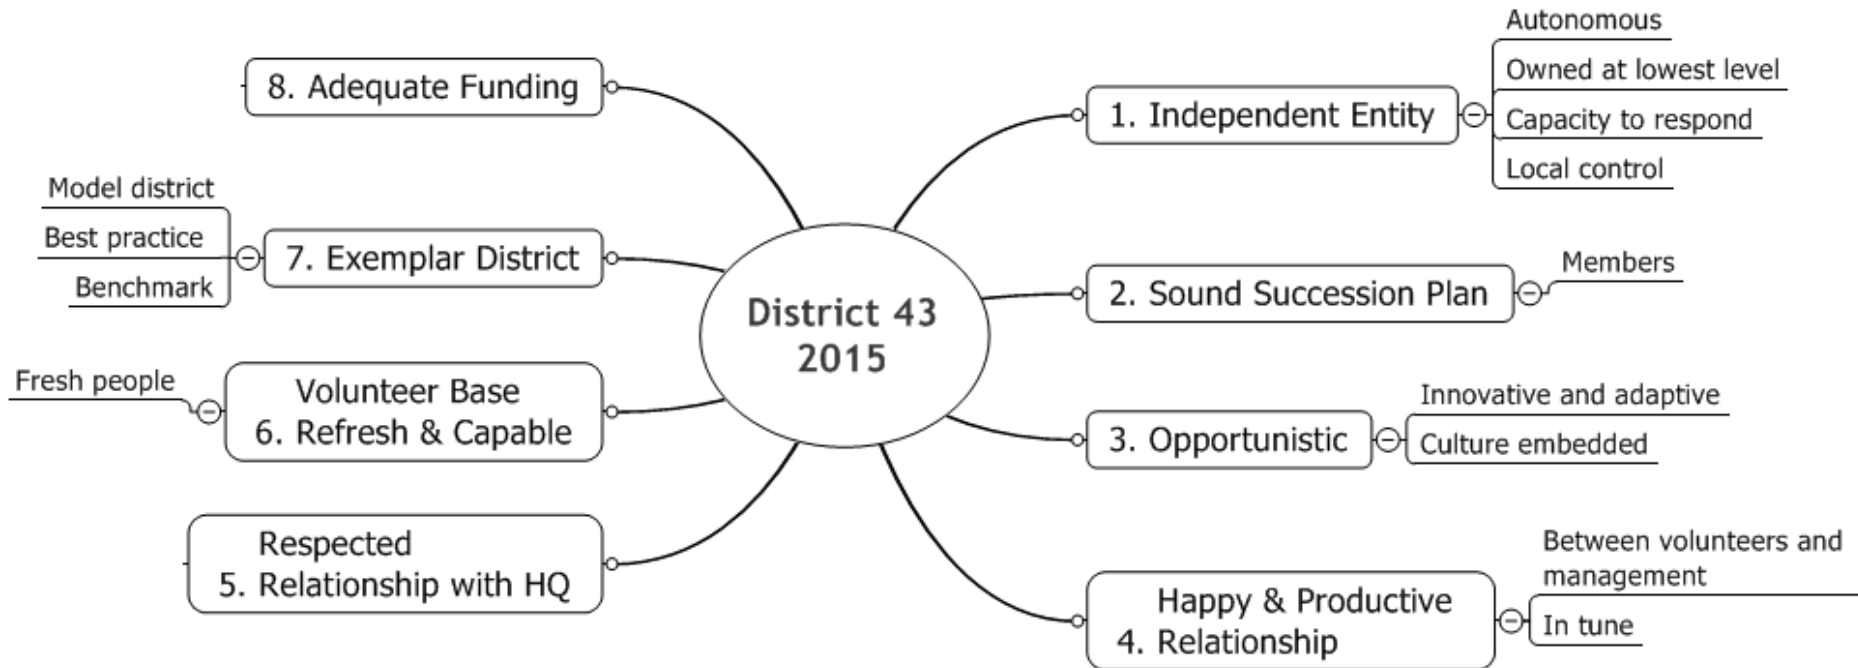 District 43
2015
1. Independent Entity
Autonomous
Owned at lowest level
Capacity to respond
Local control
2. Sound Succession Plan
Members
3. Opportunistic
Innovative and adaptive
Culture embedded
Happy & Productive
4. Relationship
Between volunteers and
management
In tune
Respected
5. Relationship with HQ
Volunteer Base
6. Refresh & Capable
Fresh people
7. Exemplar District
Model district
Best practice
Benchmark
8. Adequate Funding